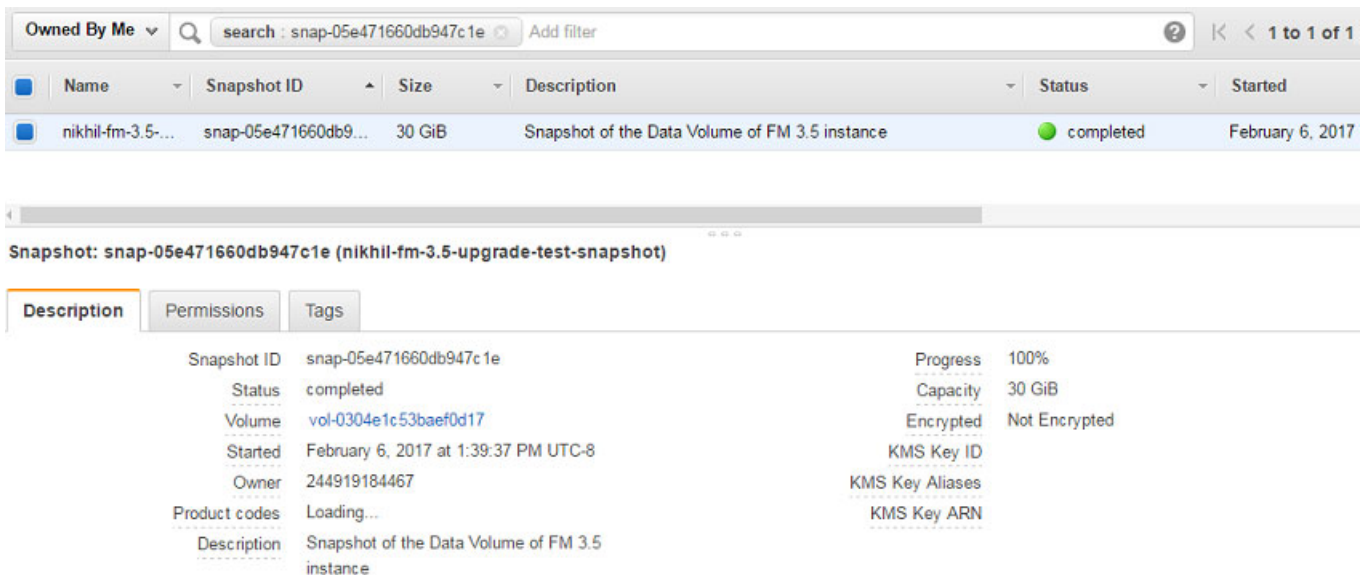 Owned By Me search : snap-05e471660db947c1e Add filter 1 to 1 of 1
Name Snapshot ID Size Description Status Started
nikhil-fm-3.5-... snap-05e471660db9... 30 GiB Snapshot of the Data Volume of FM 3.5 instance completed February 6, 2017
Snapshot: snap-05e471660db947c1e (nikhil-fm-3.5-upgrade-test-snapshot)
Description Permissions Tags
Snapshot ID snap-05e471660db947c1e Progress 100%
Status completed Capacity 30 GiB
Volume vol-0304e1c53baef0d17 Encrypted Not Encrypted
Started February 6, 2017 at 1:39:37 PM UTC-8 KMS Key ID
Owner 244919184467 KMS Key Aliases
Product codes Loading... KMS Key ARN
Description Snapshot of the Data Volume of FM 3.5
instance